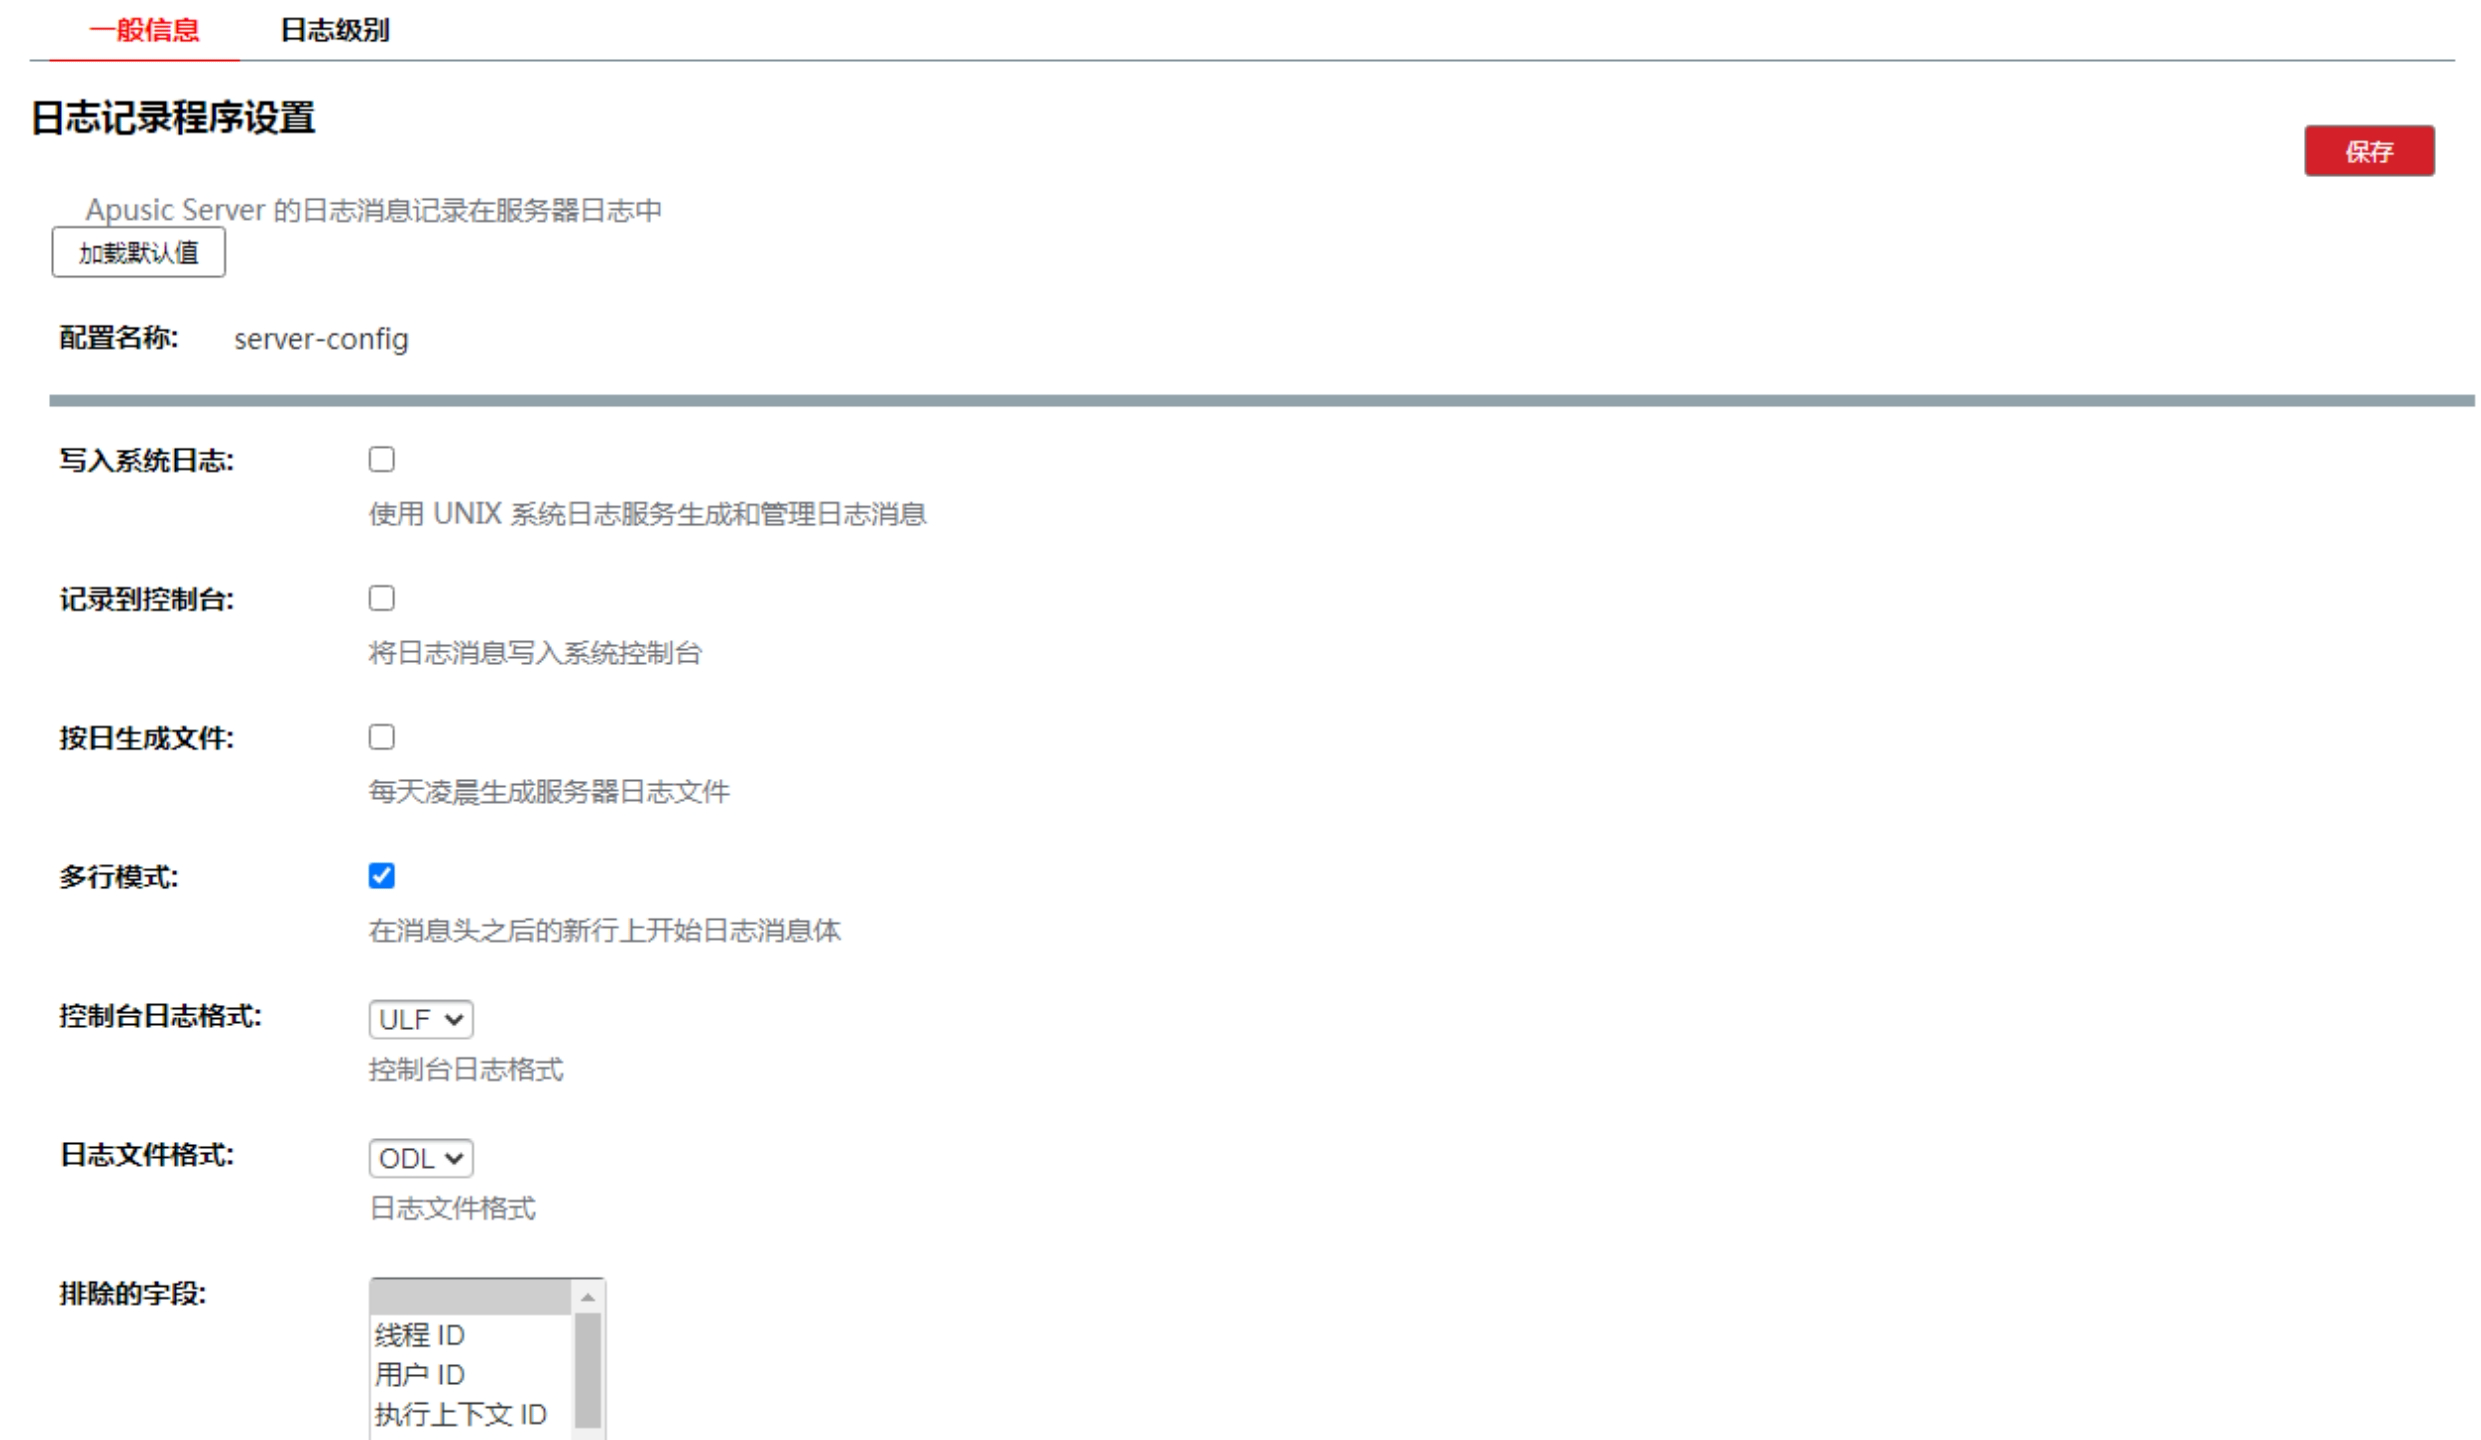 一般信息 日志级别
日志记录程序设置
保存
Apusic Server 的日志消息记录在服务器日志中
加载默认值
配置名称: server-config
写入系统日志:
使用 UNIX 系统日志服务生成和管理日志消息
记录到控制台:
将日志消息写入系统控制台
按日生成文件:
每天凌晨生成服务器日志文件
多行模式:
在消息头之后的新行上开始日志消息体
控制台日志格式: ULF
控制台日志格式
日志文件格式: ODL
日志文件格式
排除的字段:
线程 ID
用户 ID
执行上下文 ID